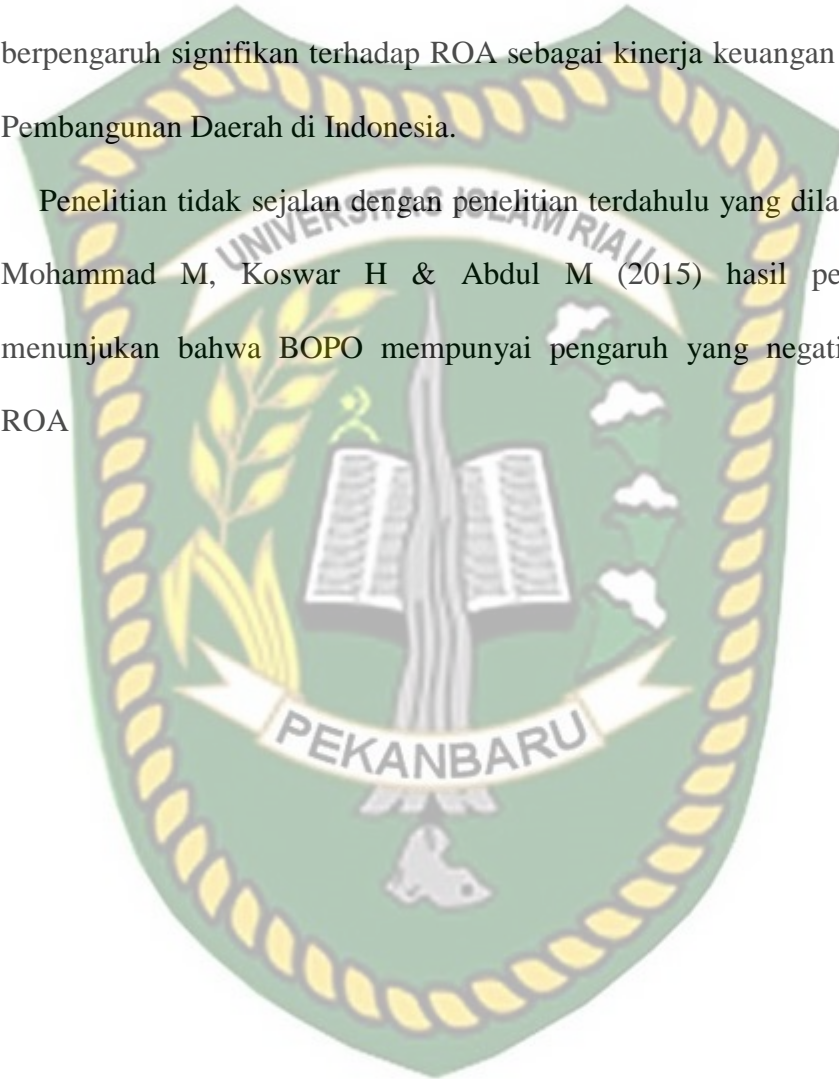 berpengaruh signifikan terhadap ROA sebagai kinerja keuangan
Pembangunan Daerah di Indonesia.
UNIVERSITAS ISLAM RIAU
Penelitian tidak sejalan dengan penelitian terdahulu yang dila
Mohammad M, Koswar H & Abdul M (2015) hasil pe
menunjukan bahwa BOPO mempunyai pengaruh yang negati
ROA
PEKANBARU